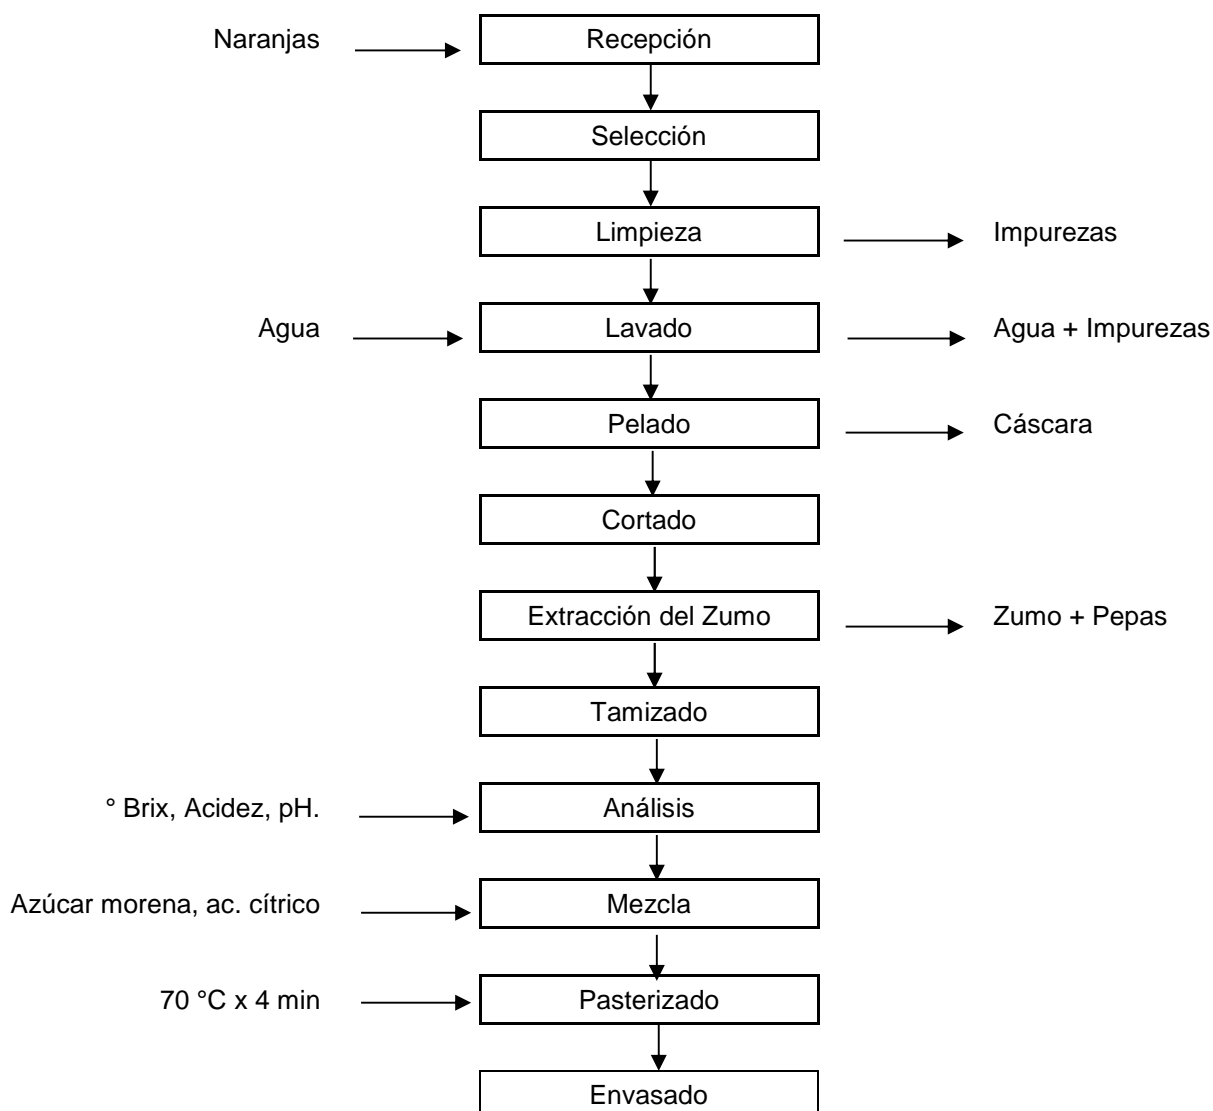 Naranjas
Recepción
Selección
Limpieza
Impurezas
Agua
Lavado
Agua + Impurezas
Pelado
Cáscara
Cortado
Extracción del Zumo
Zumo + Pepas
Tamizado
° Brix, Acidez, pH.
Análisis
Azúcar morena, ac. cítrico
Mezcla
70 °C x 4 min
Pasterizado
Envasado